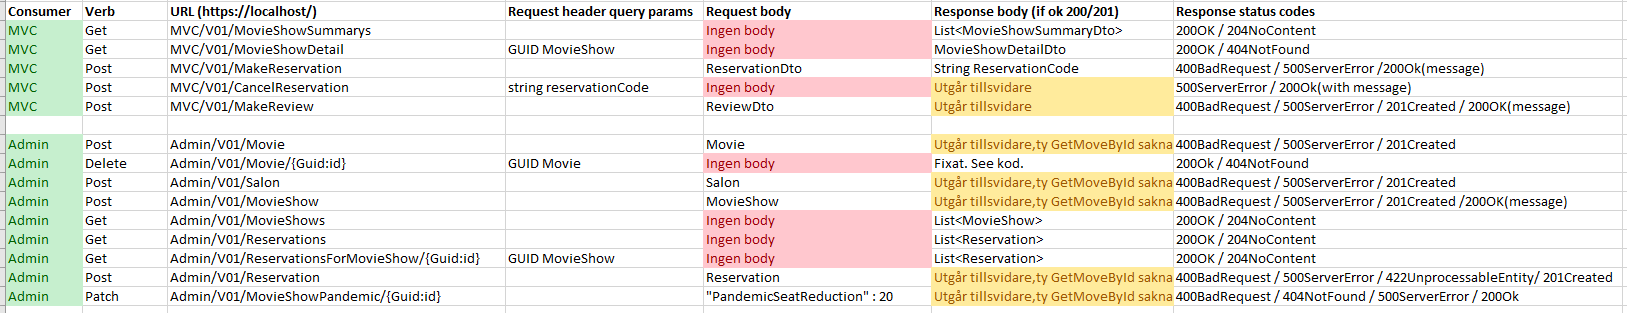 Consumer Verb URL (https://localhost/) Request header query params Request body Response body (if ok 200/201) Response status codes
MVC Get MVC/V01/MovieShowSummarys Ingen body List<MovieShowSummaryDto> 200OK / 204NoContent
MVC Get MVC/V01/MovieShowDetail GUID MovieShow Ingen body MovieShowDetailDto 200OK / 404NotFound
MVC Post MVC/V01/MakeReservation ReservationDto String ReservationCode 400BadRequest / 500ServerError /200Ok(message)
MVC Post MVC/V01/CancelReservation string reservationCode Ingen body Utgår tillsvidare 500ServerError / 200Ok(with message)
MVC Post MVC/V01/MakeReview ReviewDto Utgår tillsvidare 400BadRequest / 500ServerError / 201Created / 200OK(message)
Admin Post Admin/V01/Movie Movie Utgår tillsvidare,ty GetMoveById sakna 400BadRequest / 500ServerError / 201Created
Admin Delete Admin/V01/Movie/{Guid:id} GUID Movie Ingen body Fixat. See kod. 200Ok / 404NotFound
Admin Post Admin/V01/Salon Salon Utgår tillsvidare,ty GetMoveById sakna 400BadRequest / 500ServerError / 201Created
Admin Post Admin/V01/MovieShow MovieShow Utgår tillsvidare,ty GetMoveById sakna 400BadRequest / 500ServerError / 201Created /200OK(message)
Admin Get Admin/V01/MovieShows Ingen body List<MovieShow> 200OK / 204NoContent
Admin Get Admin/V01/Reservations Ingen body List<Reservation> 200OK / 204NoContent
Admin Get Admin/V01/ReservationsForMovieShow/{Guid:id} GUID MovieShow Ingen body List<Reservation> 200OK / 204NoContent
Admin Post Admin/V01/Reservation Reservation Utgår tillsvidare,ty GetMoveById sakna 400BadRequest / 500ServerError / 422UnprocessableEntity/ 201Created
Admin Patch Admin/V01/MovieShowPandemic/{Guid:id} "PandemicSeatReduction" : 20 Utgår tillsvidare,ty GetMoveById sakna 400BadRequest / 404NotFound / 500ServerError / 200Ok